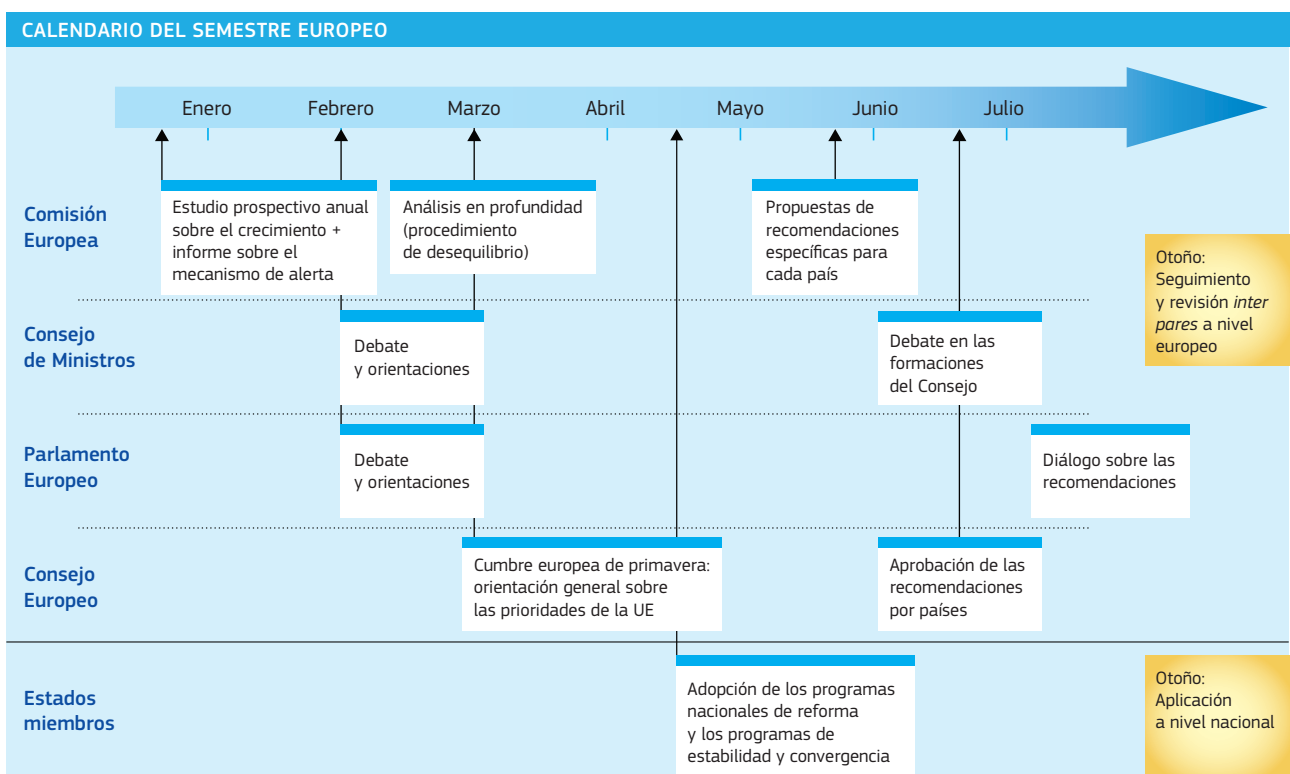 CALENDARIO DEL SEMESTRE EUROPEO
Enero
Febrero
Marzo
Abril
Mayo
Junio
Julio
Comisión
Europea
Estudio prospectivo anual
sobre el crecimiento +
informe sobre el
mecanismo de alerta
Análisis en profundidad
(procedimiento
de desequilibrio)
Propuestas de
recomendaciones
específicas para
cada país
Otoño:
Seguimiento
y revisión inter
pares a nivel
europeo
Consejo
de Ministros
Debate
y orientaciones
Debate en las
formaciones
del Consejo
Parlamento
Europeo
Debate
y orientaciones
Diálogo sobre las
recomendaciones
Consejo
Europeo
Cumbre europea de primavera:
orientación general sobre
las prioridades de la UE
Aprobación de las
recomendaciones
por países
Estados
miembros
Adopción de los programas
nacionales de reforma
y los programas de
estabilidad y convergencia
Otoño:
Aplicación
a nivel nacional